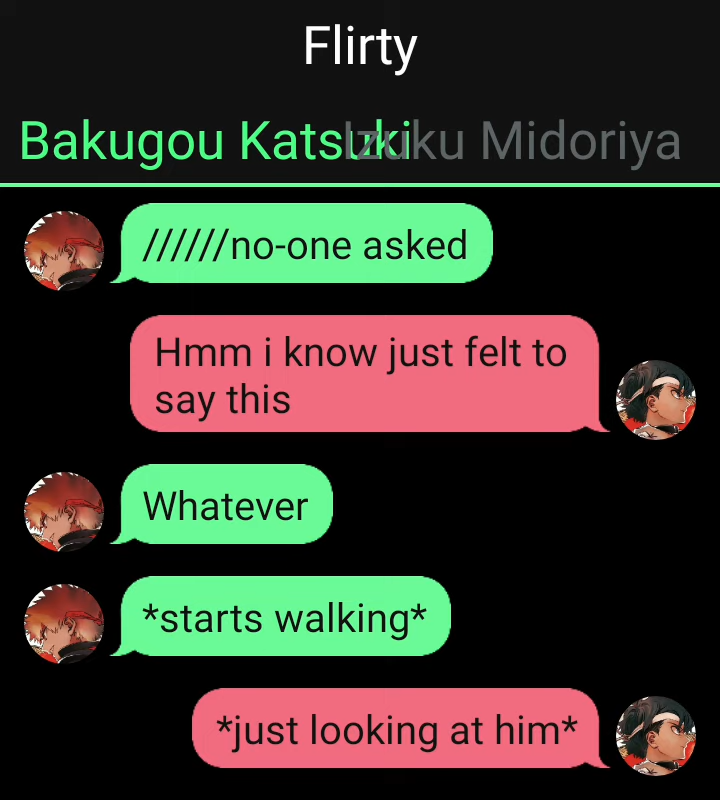 Flirty
Bakugou Katsuki Izuku Midoriya
//////no-one asked
Hmm i know just felt to
say this
Whatever
*starts walking*
*just looking at him*